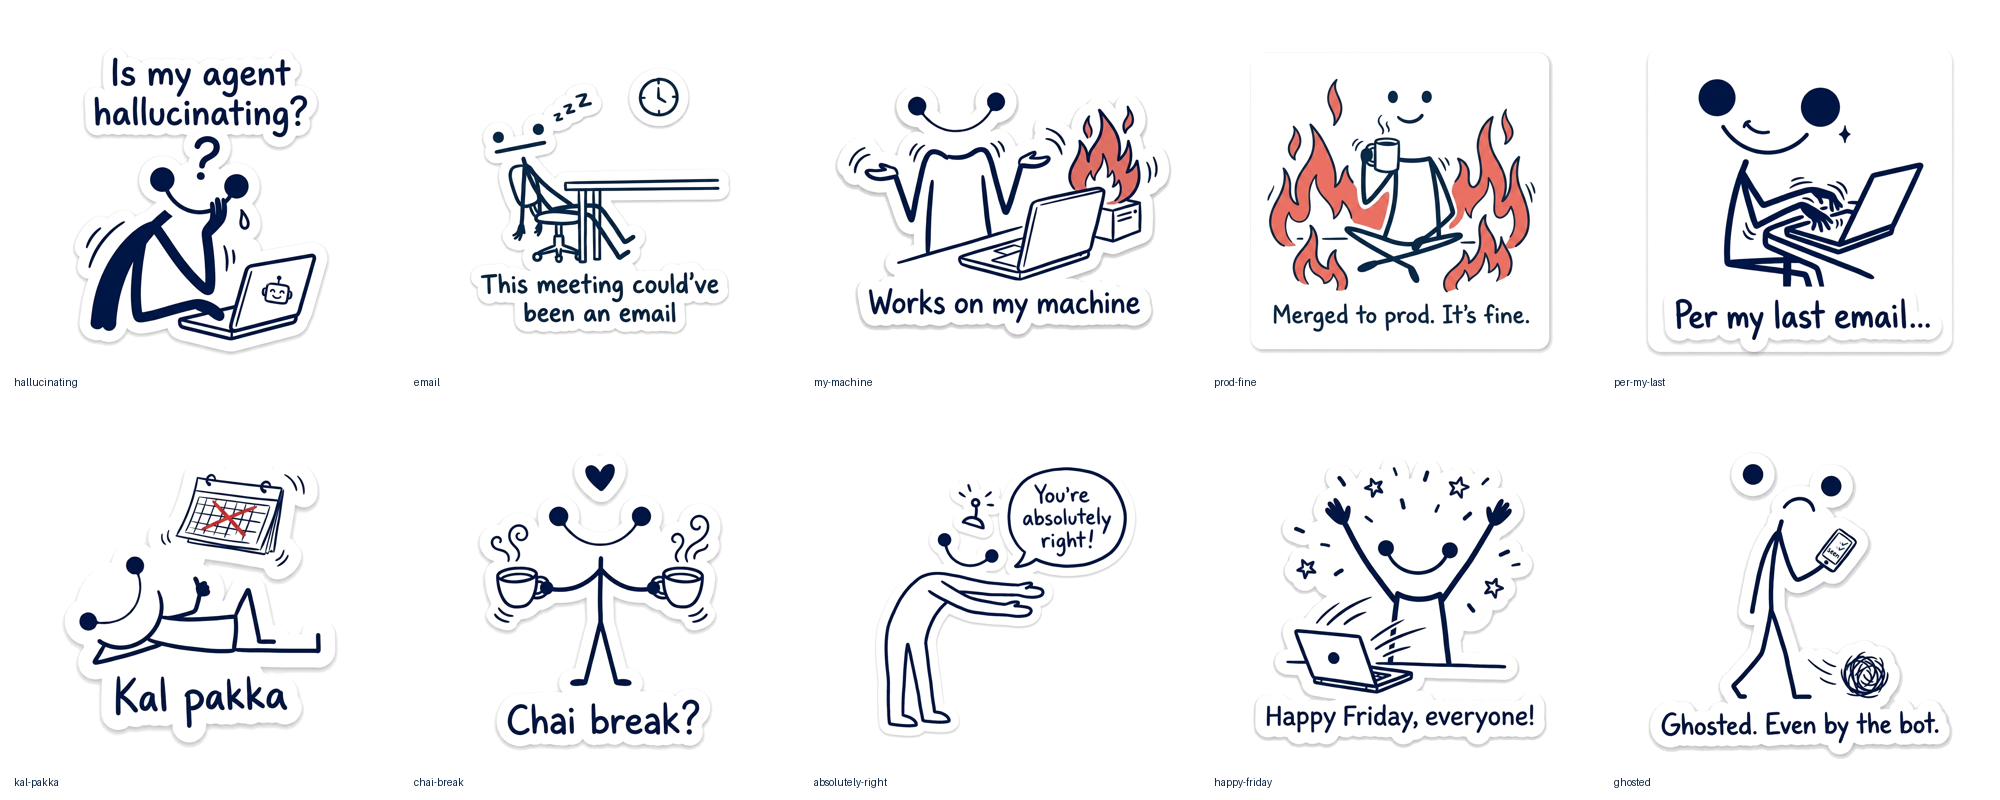 Is my agent
hallucinating?
?
hallucinating
zzz
This meeting could've
been an email
email
Works on my machine
my-machine
Merged to prod. It's fine.
prod-fine
Per my last email...
per-my-last
Kal pakka
kal-pakka
Chai break?
chai-break
You're
absolutely
right!
absolutely-right
Happy Friday, everyone!
happy-friday
seen
Ghosted. Even by the bot.
ghosted